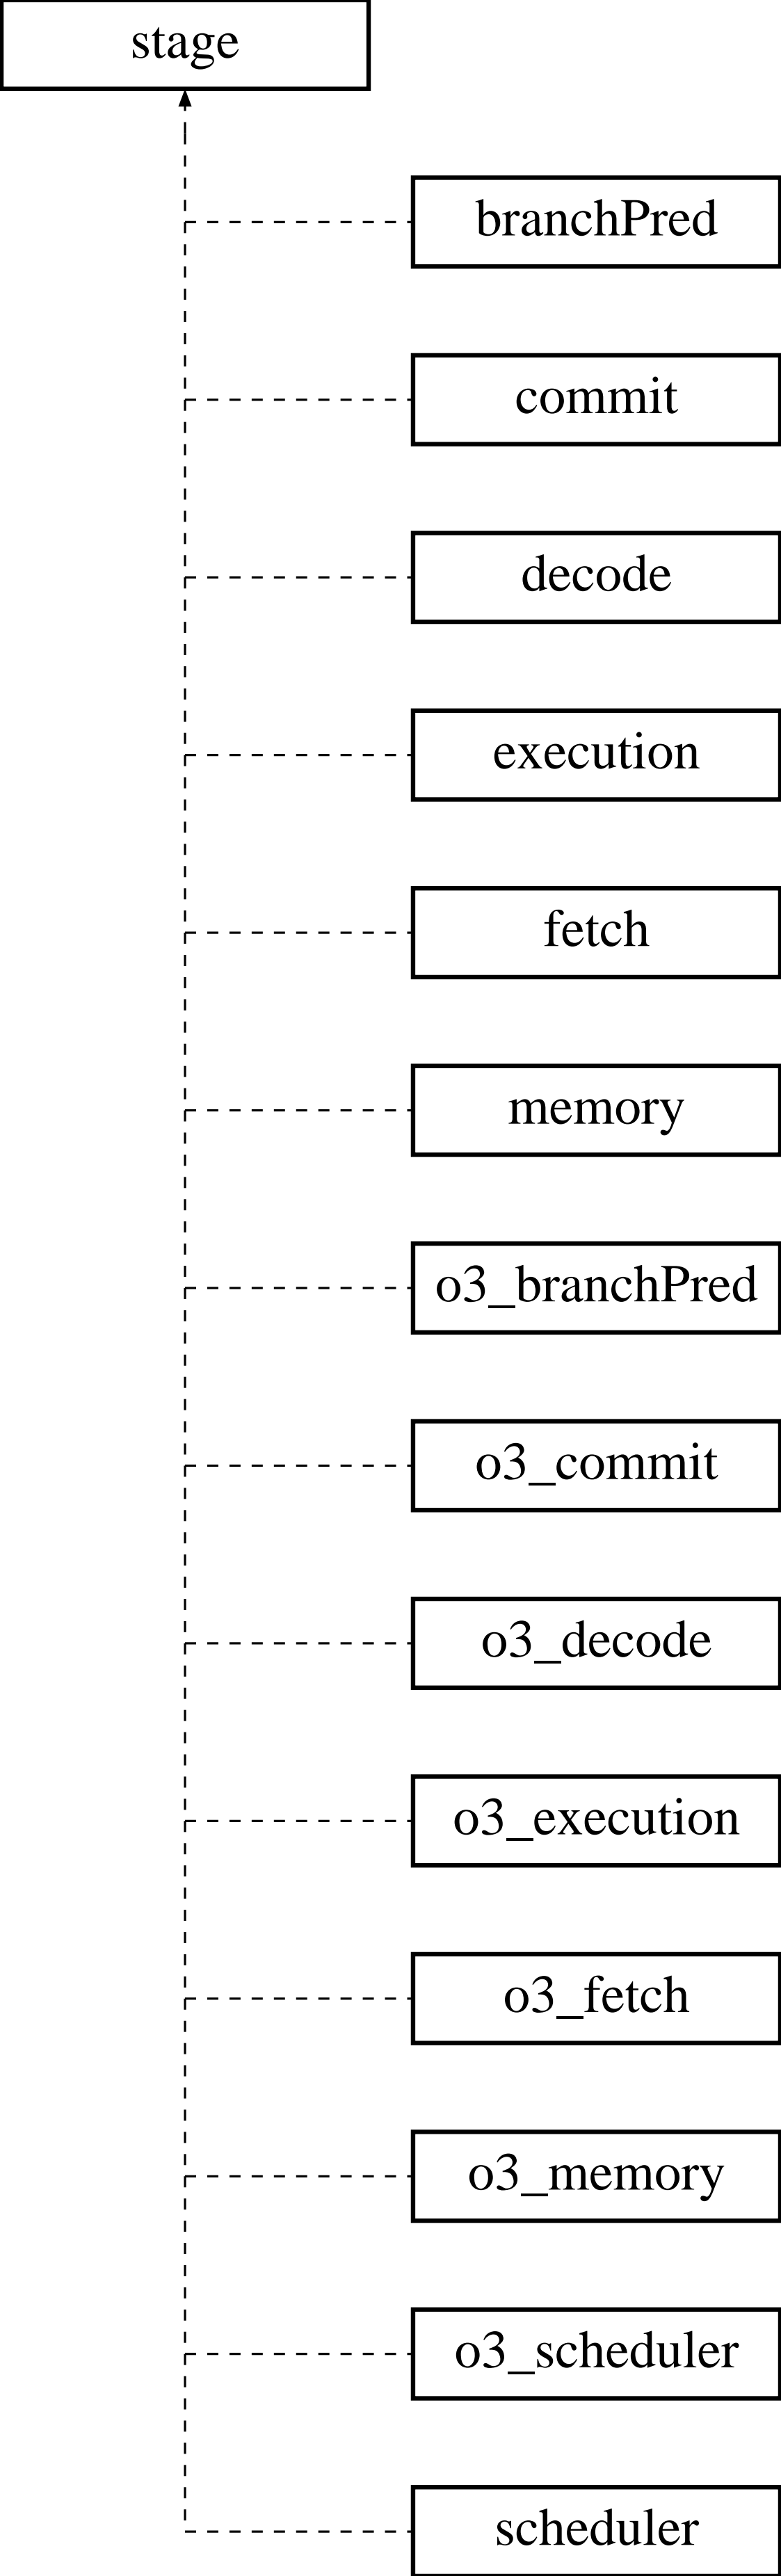 stage
branchPred
commit
decode
execution
fetch
memory
o3_branchPred
o3_commit
o3_decode
o3_execution
o3_fetch
o3_memory
o3_scheduler
scheduler